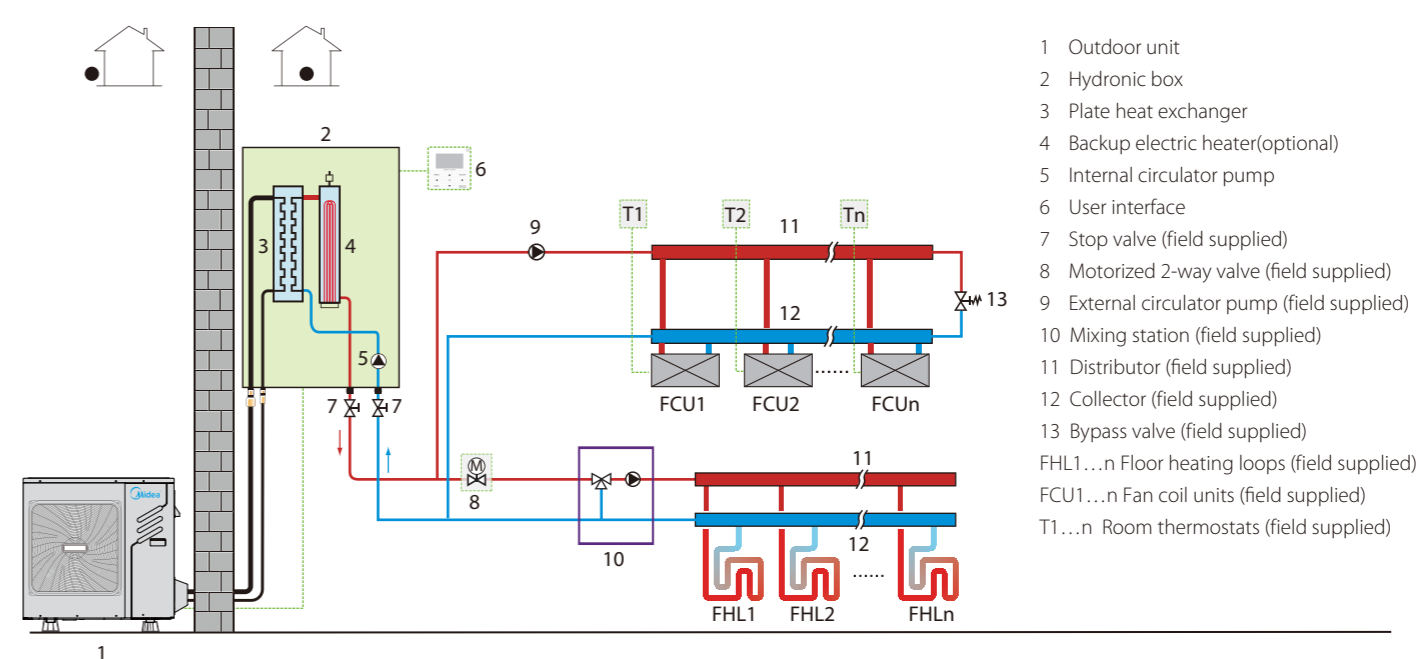 2
6
3
4
5
7
7
9
T1
T2
Tn
11
13
12
......
FCU1
FCU2
FCUn
M
8
10
11
12
......
FHL1
FHL2
FHLn
Midea
1
1 Outdoor unit
2 Hydronic box
3 Plate heat exchanger
4 Backup electric heater(optional)
5 Internal circulator pump
6 User interface
7 Stop valve (field supplied)
8 Motorized 2-way valve (field supplied)
9 External circulator pump (field supplied)
10 Mixing station (field supplied)
11 Distributor (field supplied)
12 Collector (field supplied)
13 Bypass valve (field supplied)
FHL1...n Floor heating loops (field supplied)
FCU1...n Fan coil units (field supplied)
T1...n Room thermostats (field supplied)